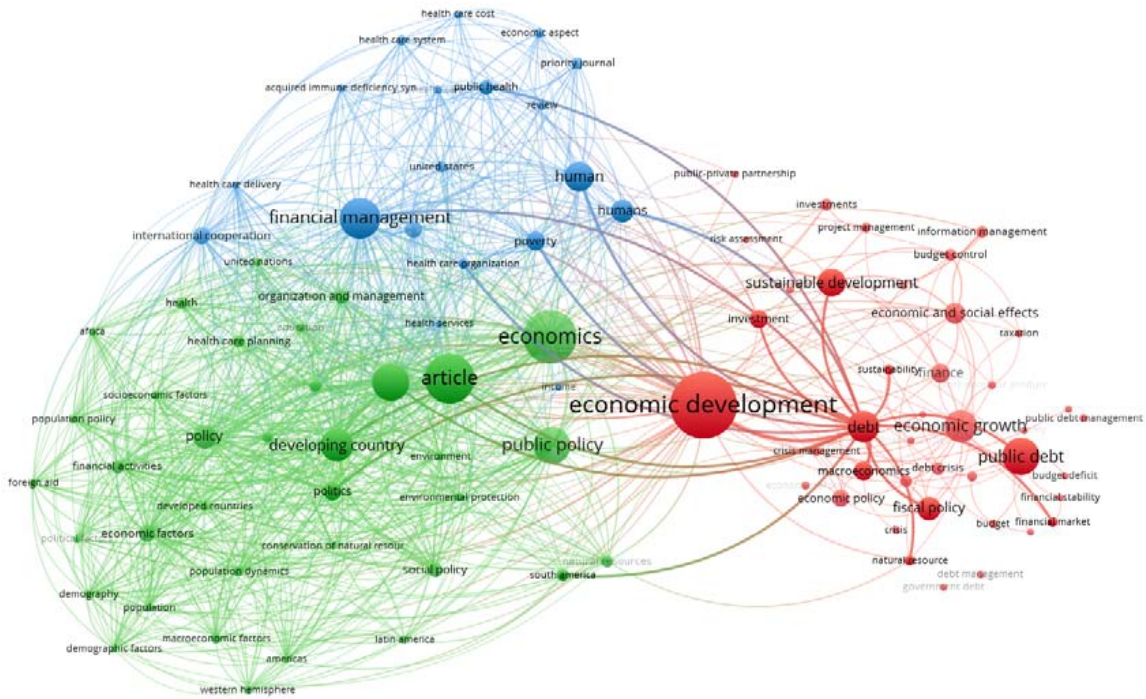 health care cost
health care system
economic aspect
priority journal
acquired immune deficiency syn
public health
review
united states
human
public-private partnership
health care delivery
humans
investments
financial management
project management
information management
international cooperation
poverty
risk assessment
budget control
united nations
health care organization
sustainable development
organization and management
health
economic and social effects
africa
education
health services
investment
taxation
health care planning
economics
sustainability
finance
article
income
socioeconomic factors
economic development
population policy
public debt management
debt
economic growth
policy
developing country
public policy
crisis management
environment
public debt
financial activities
macroeconomics
debt crisis
budget deficit
foreign aid
politics
environmental protection
economic policy
financial stability
developed countries
fiscal policy
economic factors
crisis
budget
financial market
conservation of natural resour
natural resources
natural resource
population dynamics
social policy
south america
debt management
government debt
demography
population
macroeconomic factors
latin america
demographic factors
americas
western hemisphere